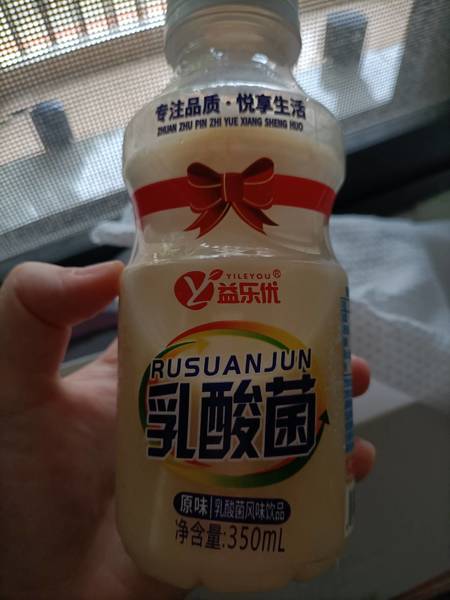 专注品质·悦享生活
ZHUAN ZHU PIN ZHI YUE XIANG SHENG HUO
YILEYOU®
益乐优
RUSUANJUN
乳酸菌
原味|乳酸菌风味饮品
净含量:350mL